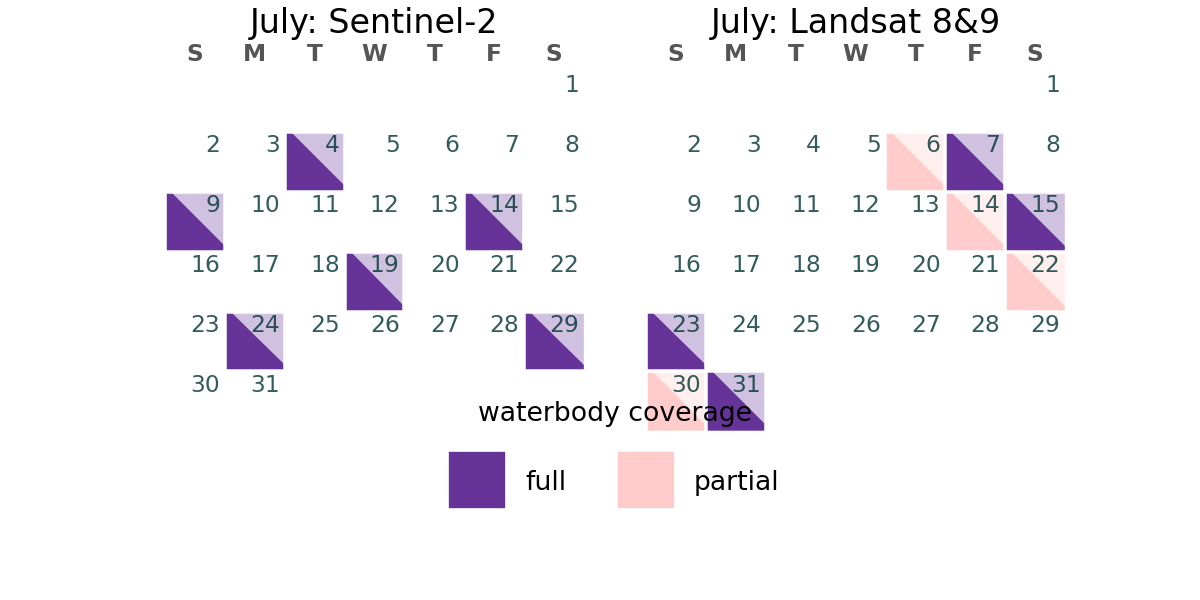 July: Sentinel-2
S M T W T F S
1
2 3 4 5 6 7 8
9 10 11 12 13 14 15
16 17 18 19 20 21 22
23 24 25 26 27 28 29
30 31
July: Landsat 8&9
S M T W T F S
1
2 3 4 5 6 7 8
9 10 11 12 13 14 15
16 17 18 19 20 21 22
23 24 25 26 27 28 29
30 31
waterbody coverage
full partial